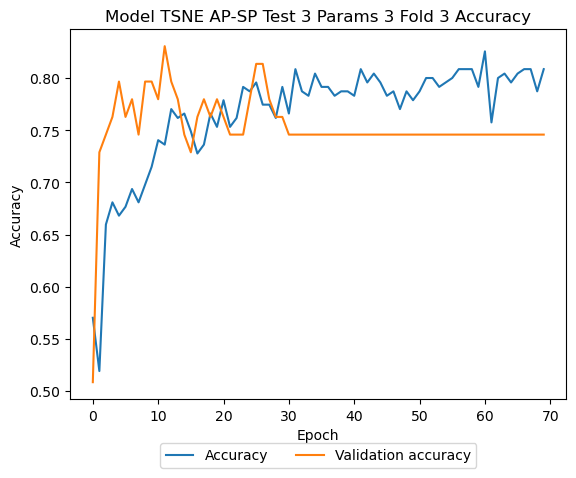 Model TSNE AP-SP Test 3 Params 3 Fold 3 Accuracy
Accuracy
0.80
0.75
0.70
0.65
0.60
0.55
0.50
0 10 20 30 40 50 60 70
Epoch
Accuracy Validation accuracy